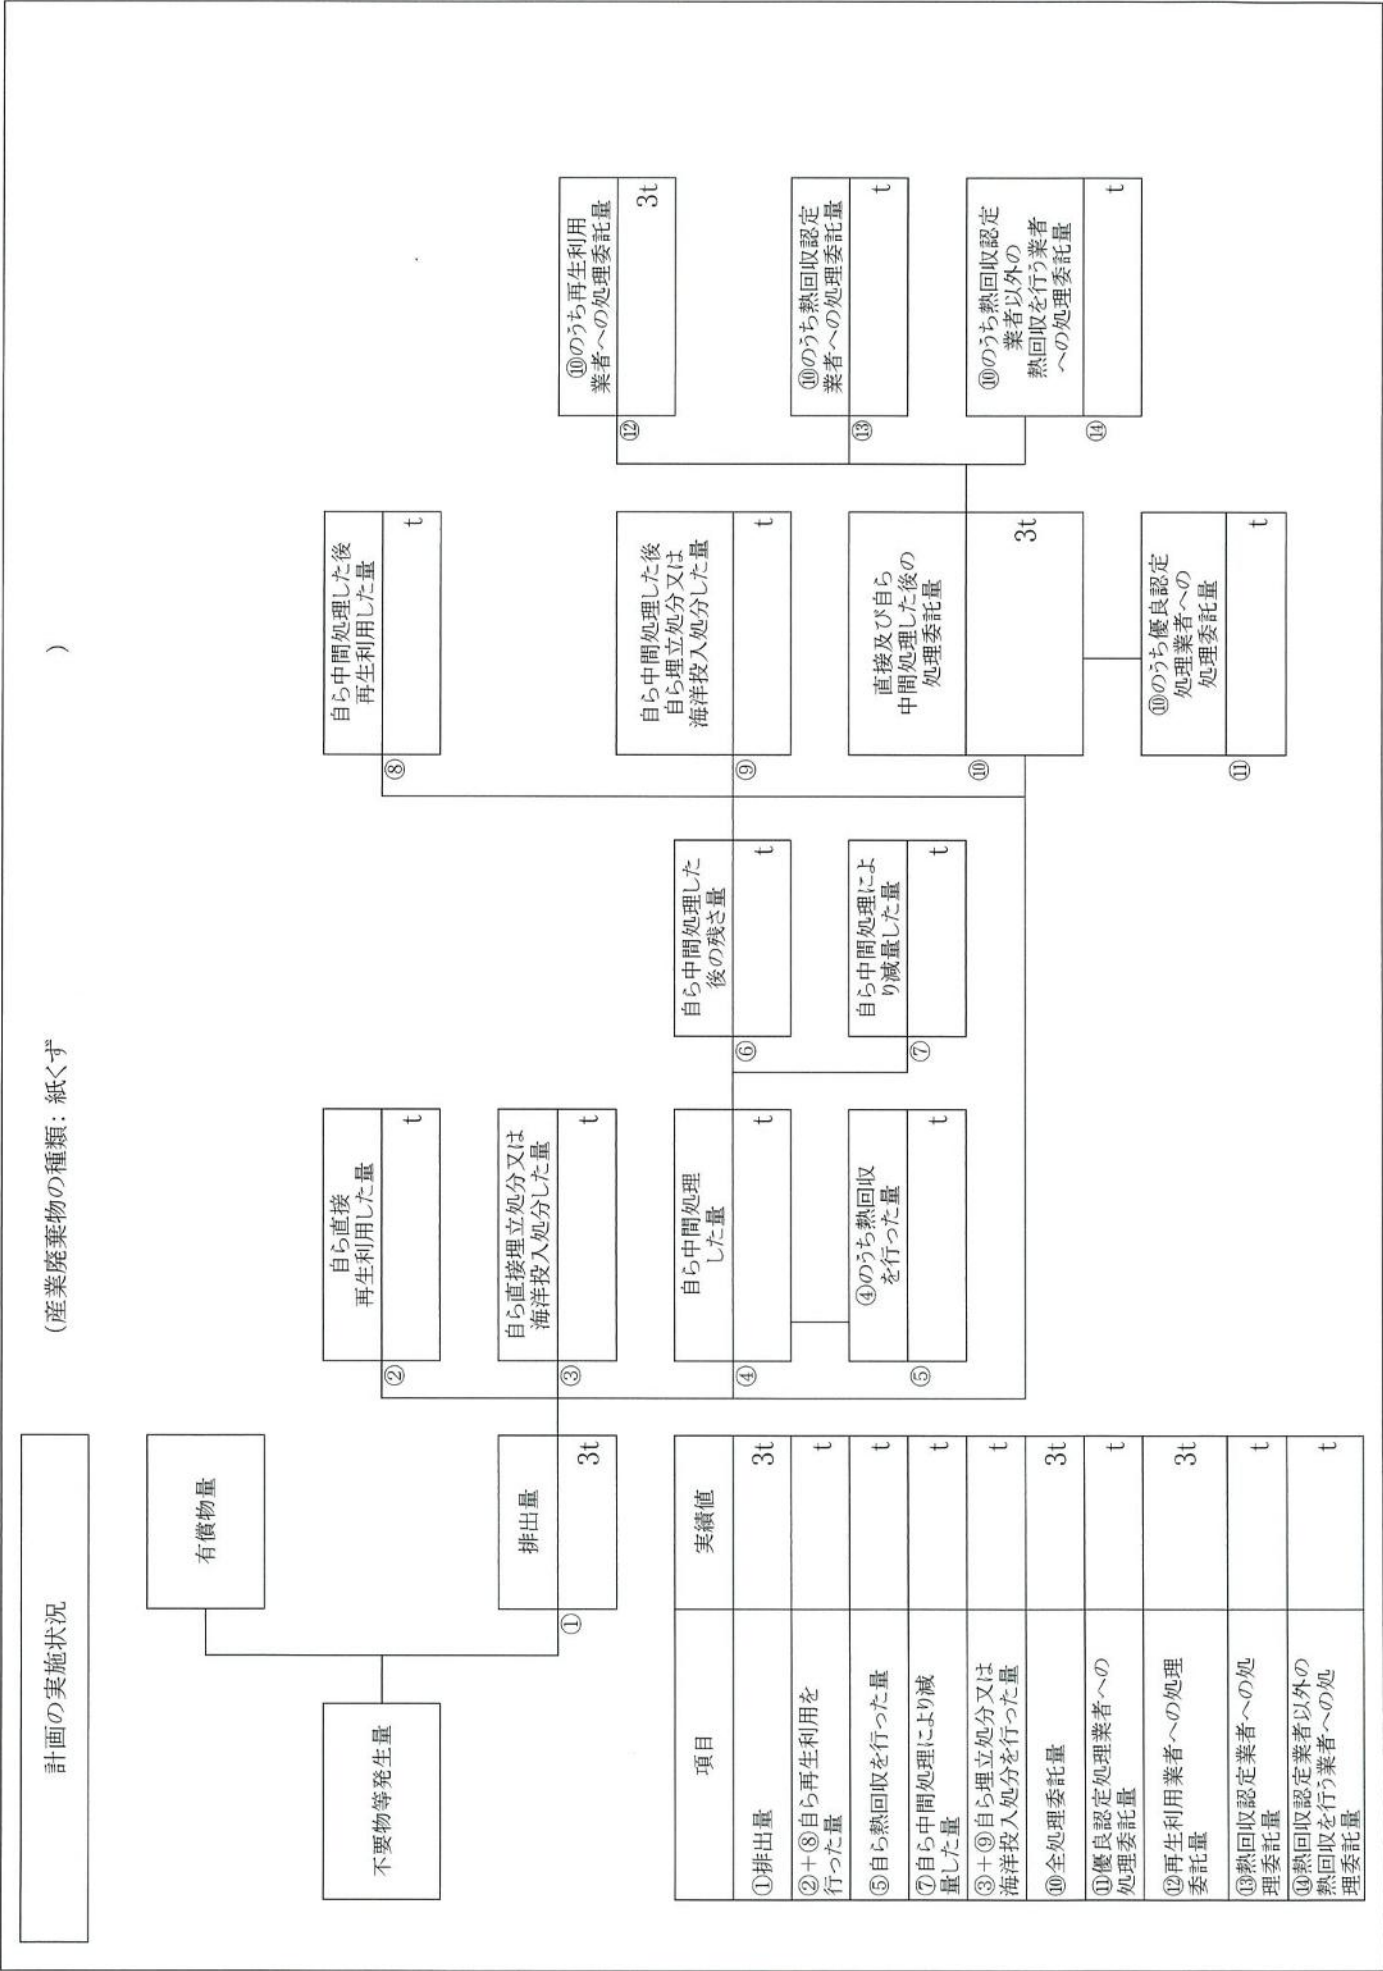 計画の実施状況
(産業廃棄物の種類: 紙くず
)
不要物等発生量
有償物量
①
排出量
3t
②
自ら直接
再生利用した量
t
③
自ら直接埋立処分又は
海洋投入処分した量
t
④
自ら中間処理
した量
t
⑤
④のうち熱回収
を行った量
t
⑥
自ら中間処理した
後の残さ量
t
⑦
自ら中間処理によ
り減量した量
t
⑧
自ら中間処理した後
再生利用した量
t
⑨
自ら中間処理した後
自ら埋立処分又は
海洋投入処分した量
t
⑩
直接及び自ら
中間処理した後の
処理委託量
3t
⑪
⑩のうち優良認定
処理業者への
処理委託量
t
⑫
⑩のうち再生利用
業者への処理委託量
3t
⑬
⑩のうち熱回収認定
業者への処理委託量
t
⑭
⑩のうち熱回収認定
業者以外の
熱回収を行う業者
への処理委託量
t
項目 実績値
①排出量 3t
②+⑧自ら再生利用を
行った量 t
⑤自ら熱回収を行った量 t
⑦自ら中間処理により減
量した量 t
③+⑨自ら埋立処分又は
海洋投入処分を行った量 t
⑩全処理委託量 3t
⑪優良認定処理業者への
処理委託量 t
⑫再生利用業者への処理
委託量 3t
⑬熱回収認定業者への処
理委託量 t
⑭熱回収認定業者以外の
熱回収を行う業者への処
理委託量 t